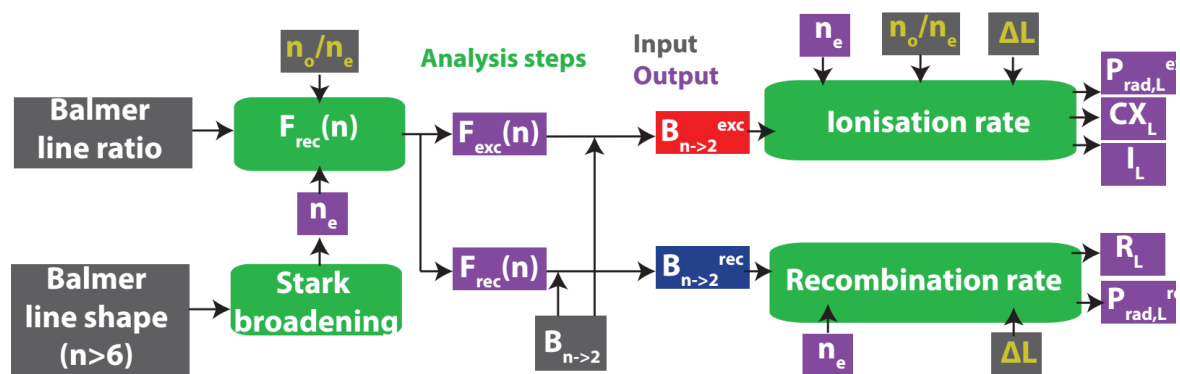 n_o/n_e
Analysis steps
Input
Output
n_e
n_o/n_e
ΔL
P_rad,L^e
Balmer
line ratio
F_rec(n)
F_exc(n)
B_n->2^exc
Ionisation rate
CX_L
I_L
n_e
Balmer
line shape
(n>6)
Stark
broadening
F_rec(n)
B_n->2
B_n->2^rec
Recombination rate
R_L
P_rad,L^re
n_e
ΔL